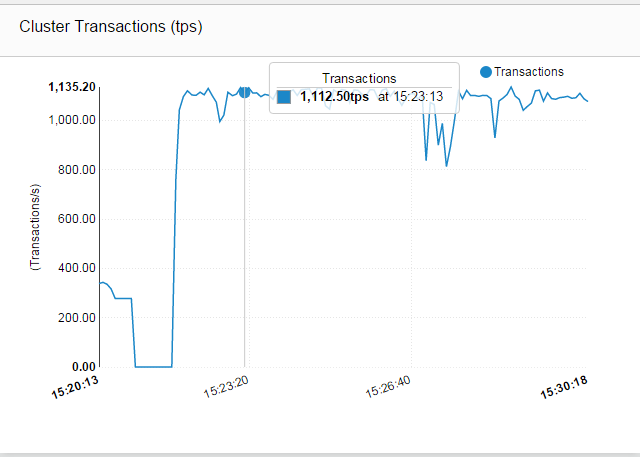 Cluster Transactions (tps)
Transactions
Transactions
1,112.50tps at 15:23:13
1,135.20
1,000.00
800.00
600.00
400.00
200.00
0.00
(Transactions/s)
15:20:13
15:23:20
15:26:40
15:30:18